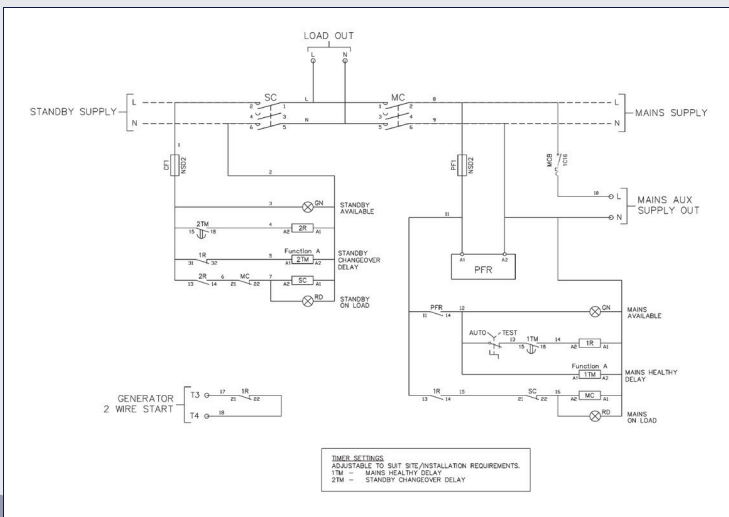 LOAD OUT
L N
STANDBY SUPPLY
L
N
SC
2 1
4 3
6 5
L
N
MC
1 2
3 4
5 6
8
9
L
N
MAINS SUPPLY
1
CF1
NSD2
2
PF1
NSD2
MCB
1C16
10
L
N
MAINS AUX
SUPPLY OUT
3
GN
STANDBY
AVAILABLE
2TM
15 18
4
A2 2R A1
1R
31 32
5
Function A
A1 2TM A2
STANDBY
CHANGEOVER
DELAY
2R
13 14
6
MC
21 22
7
A2 SC A1
RD
STANDBY
ON LOAD
11
A1 A2
PFR
PFR
11 14
12
GN
MAINS
AVAILABLE
AUTO TEST
13
1TM
15 18
14
A2 1R A1
Function A
A1 1TM A2
MAINS HEALTHY
DELAY
1R
13 14
15
SC
21 22
16
A2 MC A1
RD
MAINS
ON LOAD
GENERATOR
2 WIRE START
T3
17
1R
21 22
T4
18
TIMER SETTINGS
ADJUSTABLE TO SUIT SITE/INSTALLATION REQUIREMENTS.
1TM – MAINS HEALTHY DELAY
2TM – STANDBY CHANGEOVER DELAY